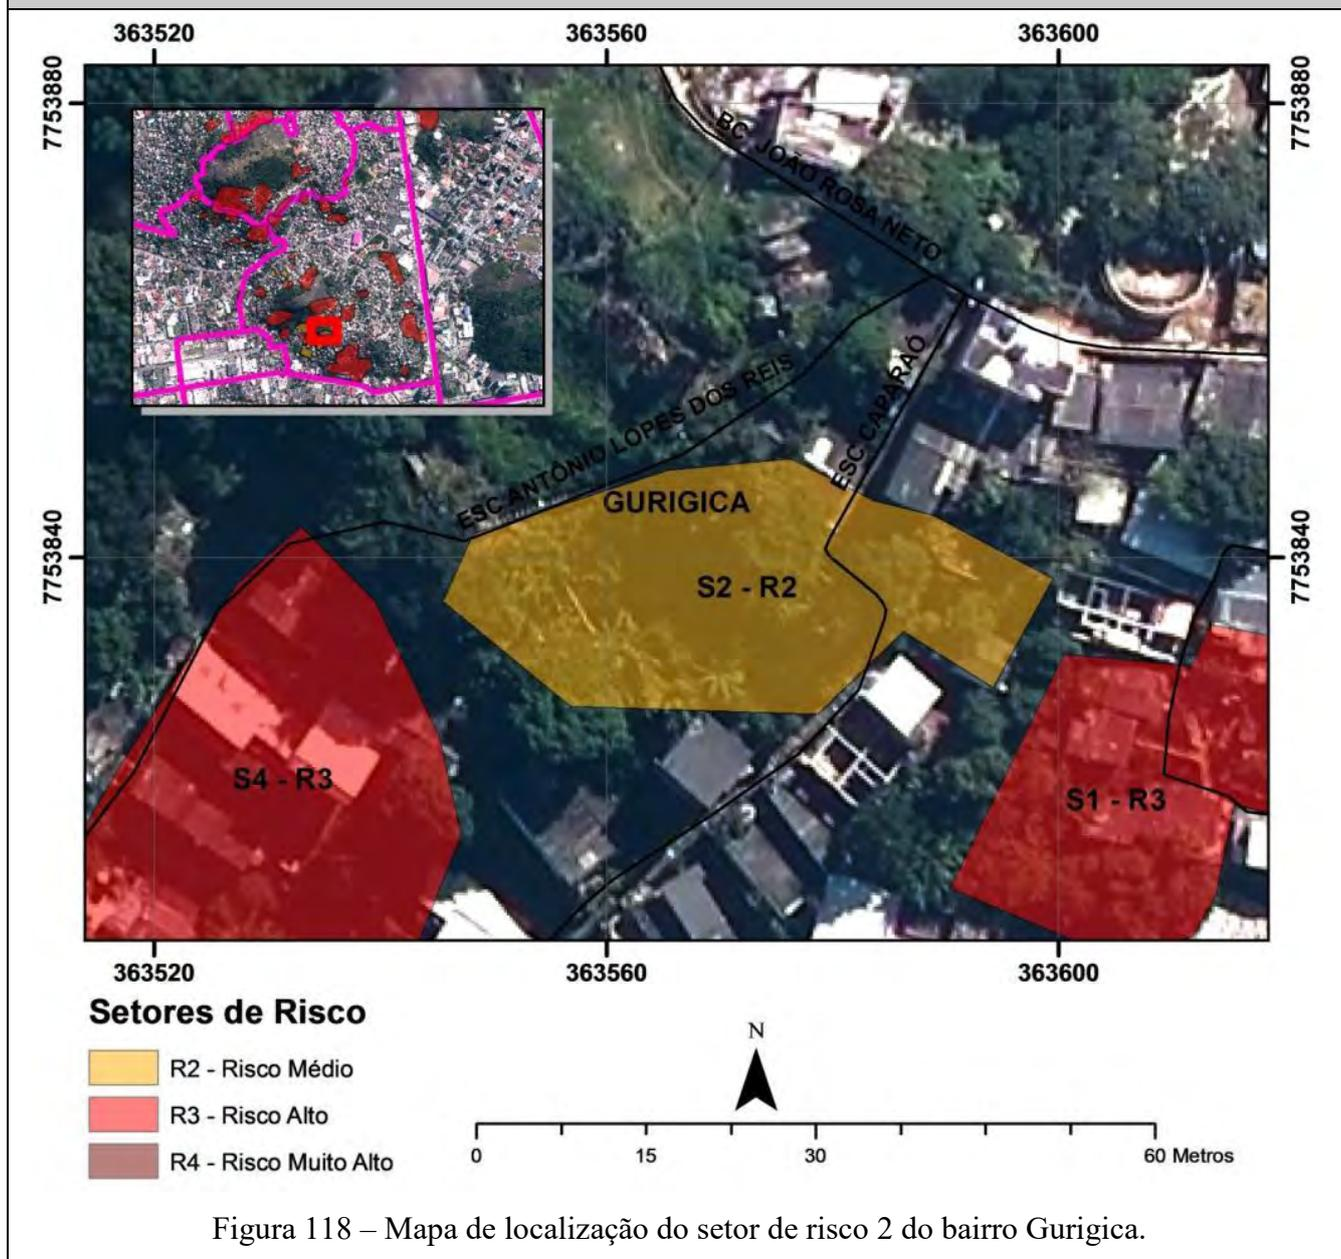 363520 363560 363600
7753880 7753880
BC. JOÃO ROSA NETO
ESC ANTÔNIO LOPES DOS REIS
ESC CAPARAÓ
GURIGICA
7753840 7753840
S2 - R2
S4 - R3
S1 - R3
363520 363560 363600
Setores de Risco
R2 - Risco Médio
R3 - Risco Alto
R4 - Risco Muito Alto
N
0 15 30 60 Metros
Figura 118 – Mapa de localização do setor de risco 2 do bairro Gurigica.